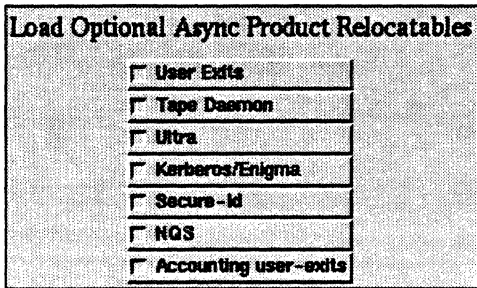 Load Optional Async Product Relocatables
User Exits
Tape Daemon
Ultra
Kerberos/Enigma
Secure-id
NQS
Accounting user-exits